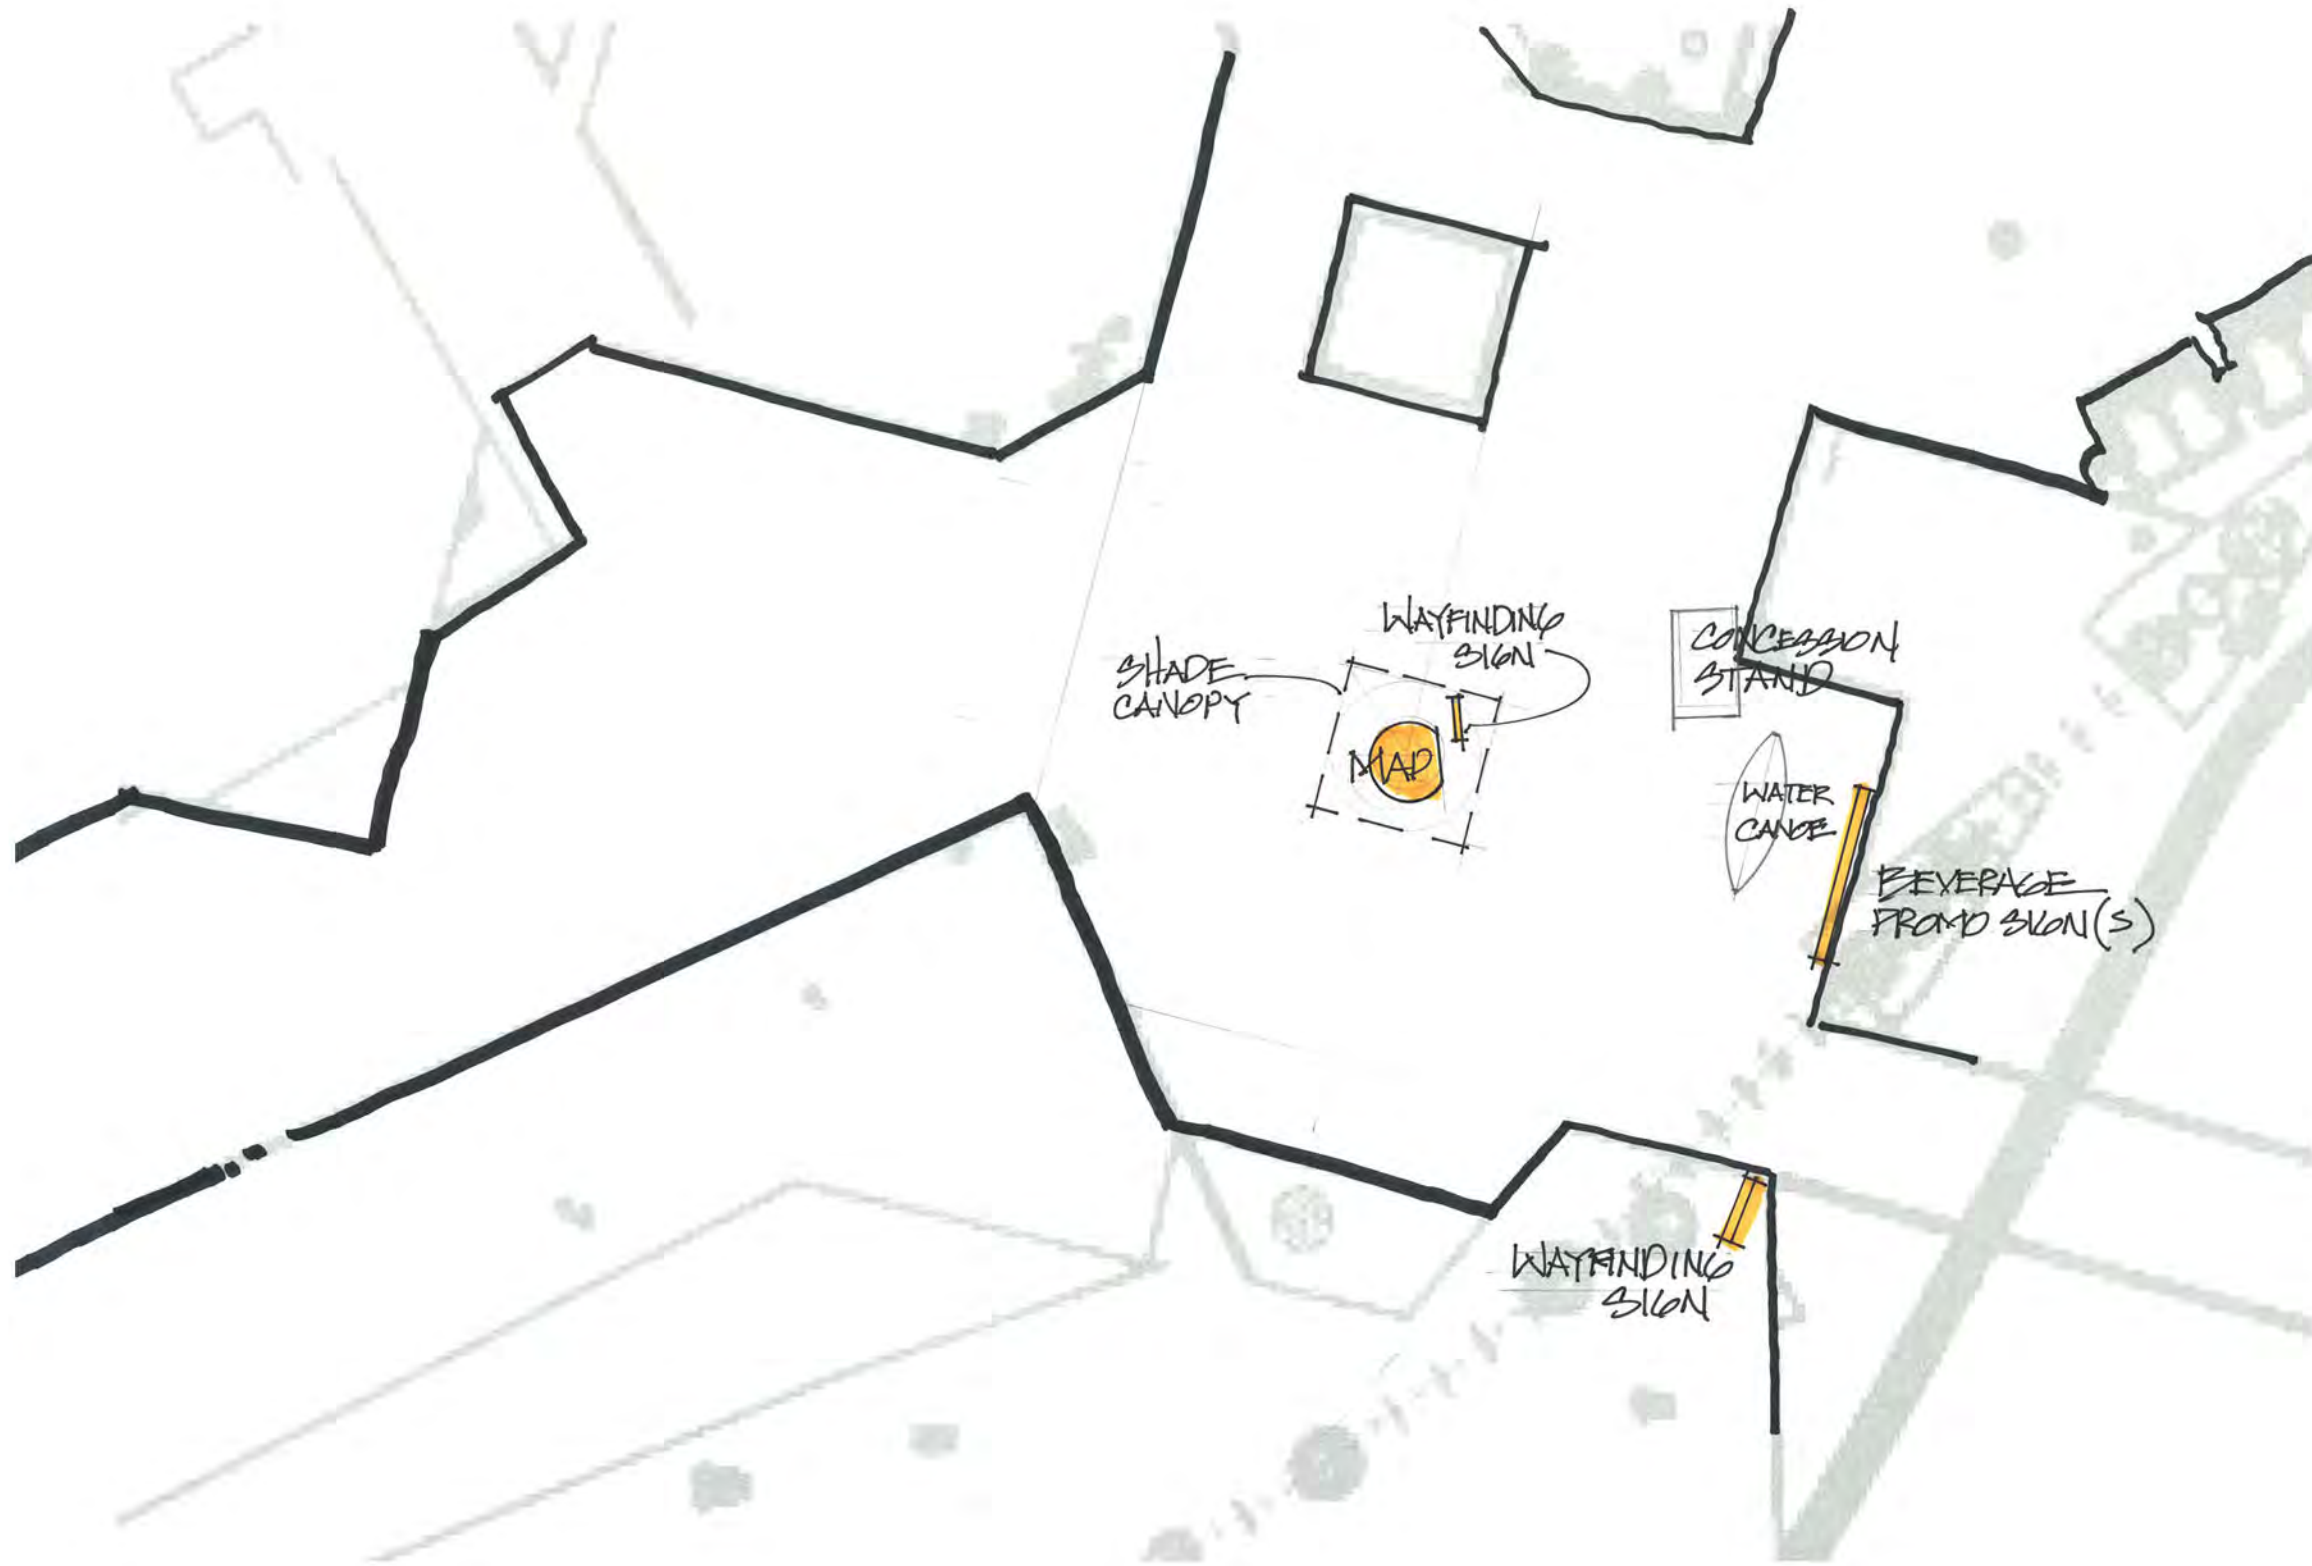 WAYFINDING
SIGN
SHADE
CANOPY
MAP
CONCESSION
STAND
WATER
CANOE
BEVERAGE
PROMO SIGN(S)
WAYFINDING
SIGN